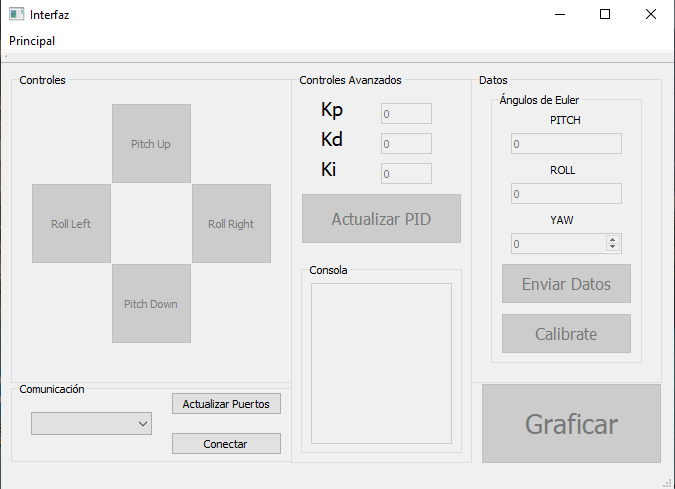 Interfaz
Principal
Controles
Pitch Up
Roll Left
Roll Right
Pitch Down
Comunicación
Actualizar Puertos
Conectar
Controles Avanzados
Kp
0
Kd
0
Ki
0
Actualizar PID
Consola
Datos
Ángulos de Euler
PITCH
0
ROLL
0
YAW
0
Enviar Datos
Calibrate
Graficar